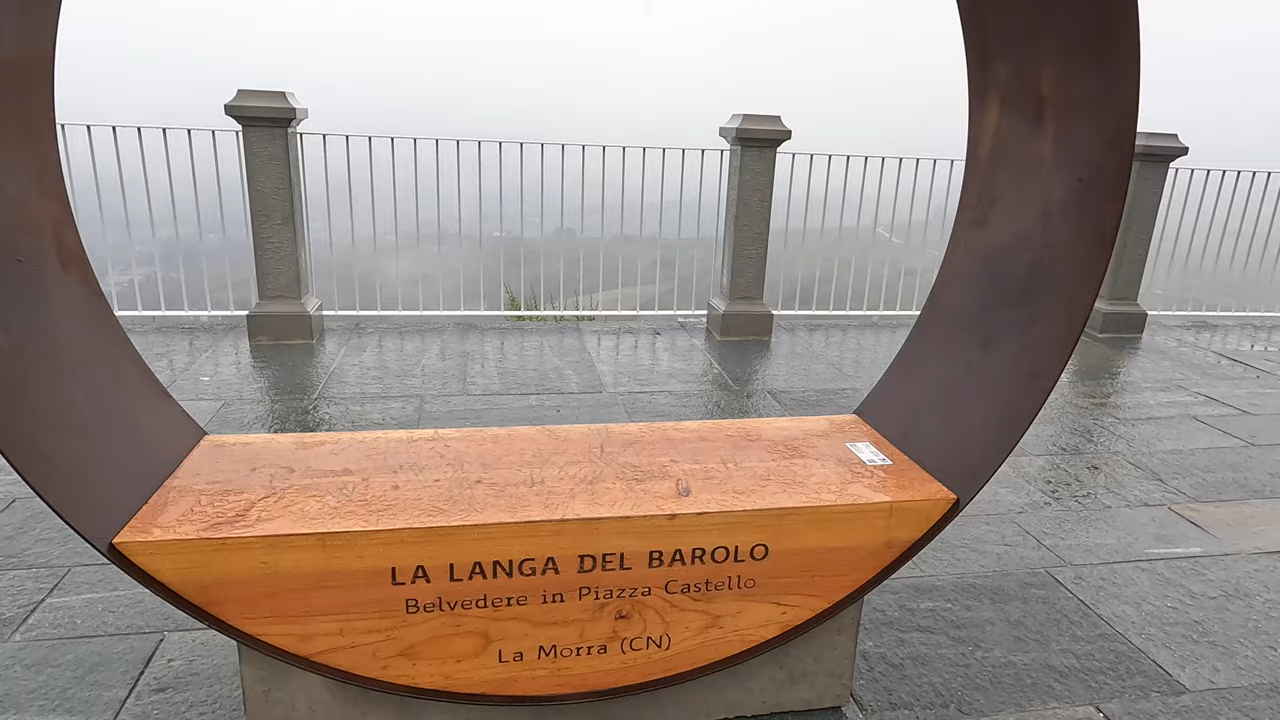 LA LANGA DEL BAROLO
Belvedere in Piazza Castello
La Morra (CN)